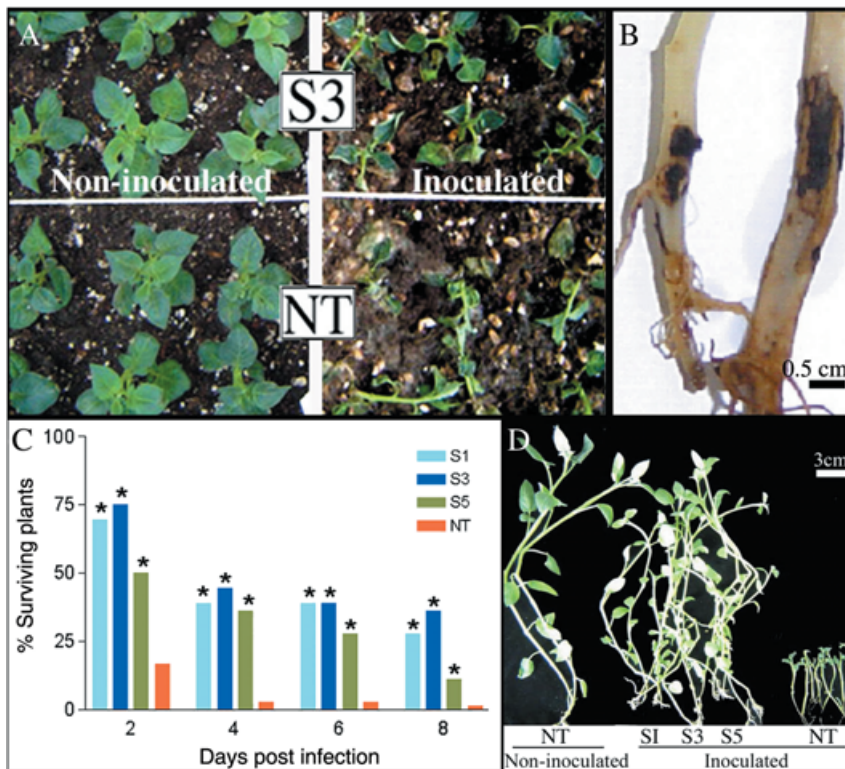 A
S3
Non-inoculated
Inoculated
NT
B
0.5 cm
C
100
75
50
25
0
% Surviving plants
* * * * * * * * * * * *
S1
S3
S5
NT
2 4 6 8
Days post infection
D
3cm
NT SI S3 S5 NT
Non-inoculated Inoculated